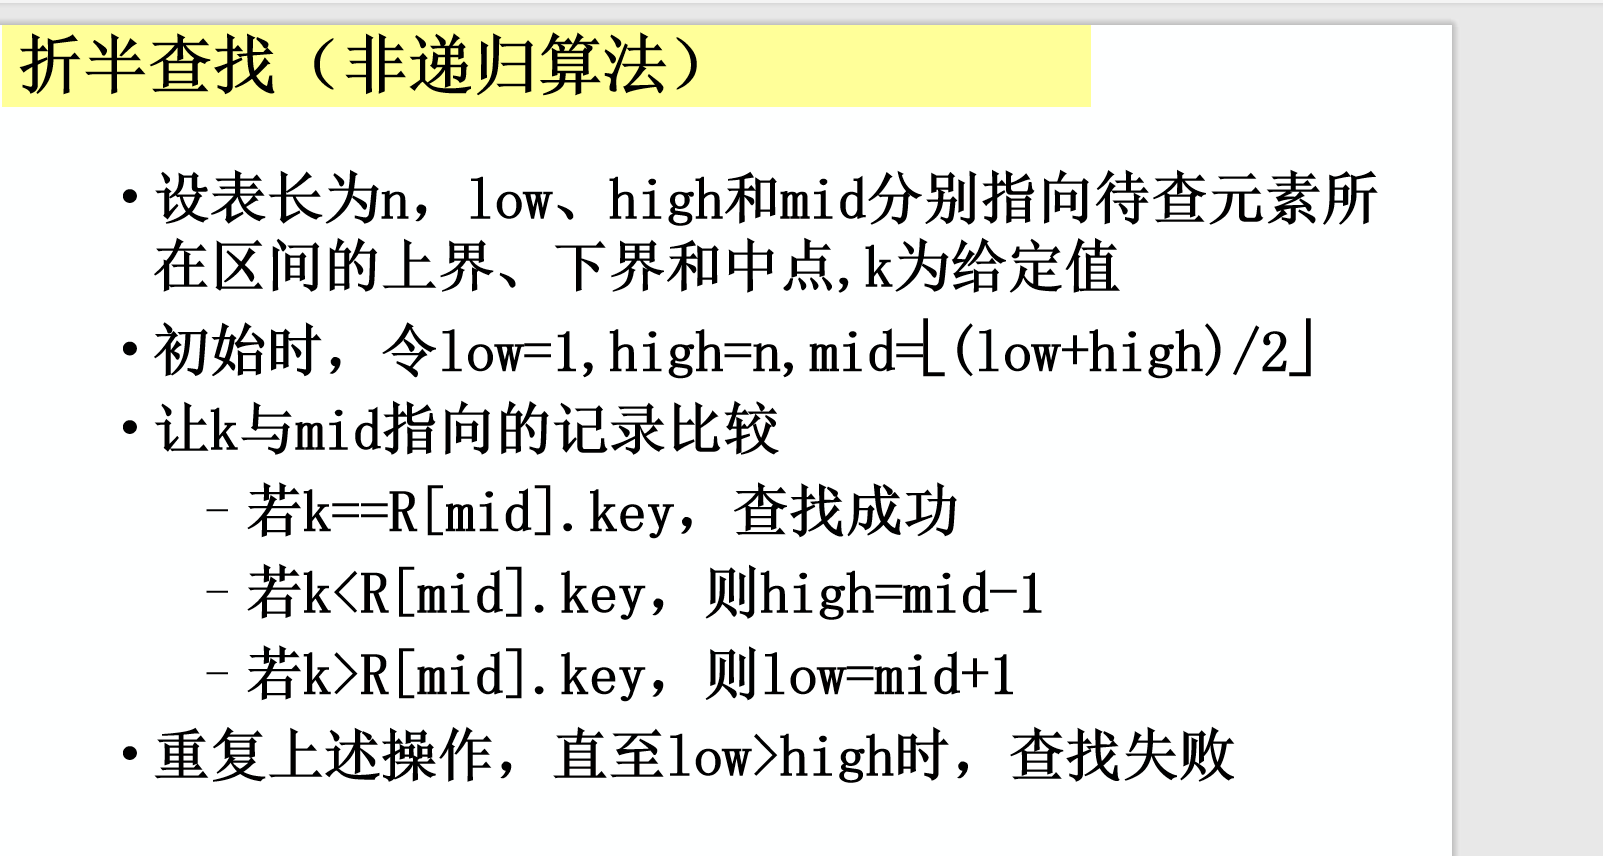 折半查找（非递归算法）
•设表长为n，low、high和mid分别指向待查元素所
在区间的上界、下界和中点,k为给定值
•初始时，令low=1,high=n,mid=⌊(low+high)/2⌋
•让k与mid指向的记录比较
–若k==R[mid].key，查找成功
–若k<R[mid].key，则high=mid-1
–若k>R[mid].key，则low=mid+1
•重复上述操作，直至low>high时，查找失败